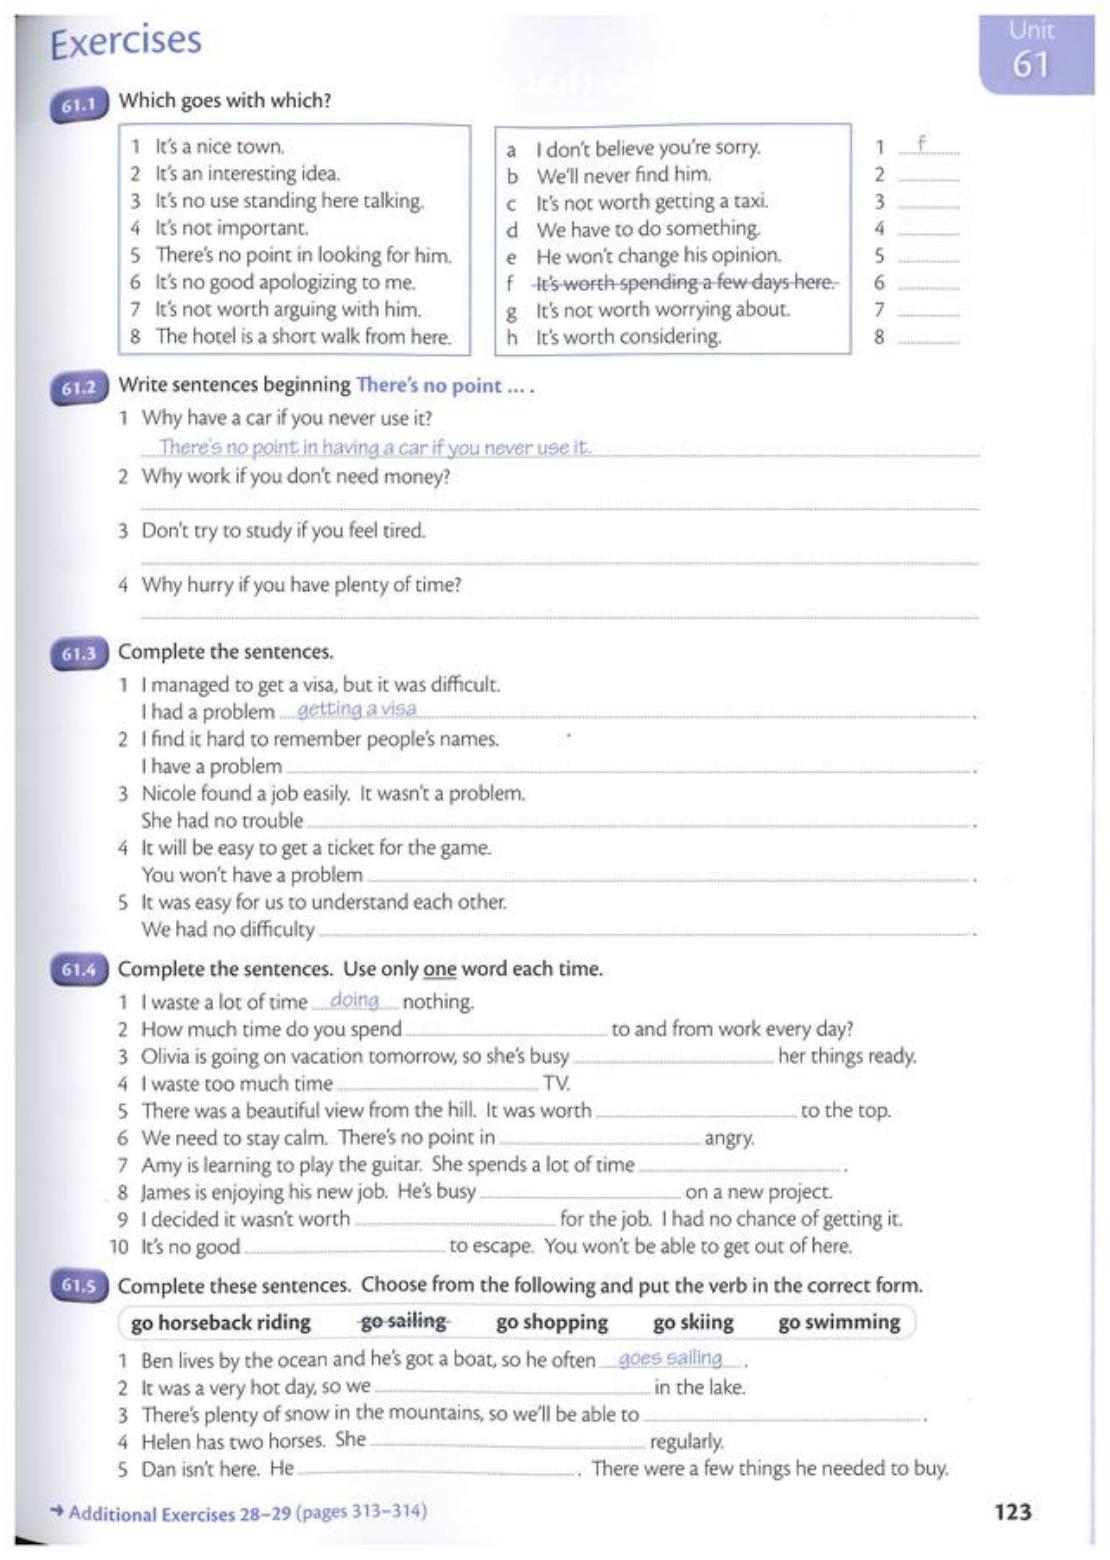 Exercises
Unit
61
61.1 Which goes with which?
1 It's a nice town.
2 It's an interesting idea.
3 It's no use standing here talking.
4 It's not important.
5 There's no point in looking for him.
6 It's no good apologizing to me.
7 It's not worth arguing with him.
8 The hotel is a short walk from here.
a I don't believe you're sorry.
b We'll never find him.
c It's not worth getting a taxi.
d We have to do something.
e He won't change his opinion.
f It's worth spending a few days here.
g It's not worth worrying about.
h It's worth considering.
1 f
2
3
4
5
6
7
8
61.2 Write sentences beginning There's no point ... .
1 Why have a car if you never use it?
There's no point in having a car if you never use it.
2 Why work if you don't need money?
3 Don't try to study if you feel tired.
4 Why hurry if you have plenty of time?
61.3 Complete the sentences.
1 I managed to get a visa, but it was difficult.
I had a problem getting a visa .
2 I find it hard to remember people's names.
I have a problem .
3 Nicole found a job easily. It wasn't a problem.
She had no trouble .
4 It will be easy to get a ticket for the game.
You won't have a problem .
5 It was easy for us to understand each other.
We had no difficulty .
61.4 Complete the sentences. Use only one word each time.
1 I waste a lot of time doing nothing.
2 How much time do you spend to and from work every day?
3 Olivia is going on vacation tomorrow, so she's busy her things ready.
4 I waste too much time TV.
5 There was a beautiful view from the hill. It was worth to the top.
6 We need to stay calm. There's no point in angry.
7 Amy is learning to play the guitar. She spends a lot of time .
8 James is enjoying his new job. He's busy on a new project.
9 I decided it wasn't worth for the job. I had no chance of getting it.
10 It's no good to escape. You won't be able to get out of here.
61.5 Complete these sentences. Choose from the following and put the verb in the correct form.
go horseback riding go sailing go shopping go skiing go swimming
1 Ben lives by the ocean and he's got a boat, so he often goes sailing .
2 It was a very hot day, so we in the lake.
3 There's plenty of snow in the mountains, so we'll be able to .
4 Helen has two horses. She regularly.
5 Dan isn't here. He . There were a few things he needed to buy.
→ Additional Exercises 28–29 (pages 313–314)
123